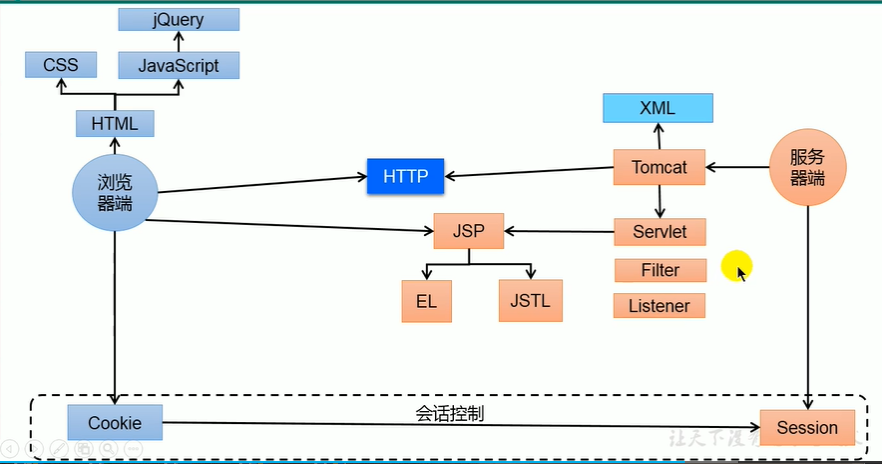 jQuery
CSS
JavaScript
HTML
XML
浏览
器端
HTTP
Tomcat
服务
器端
JSP
Servlet
Filter
EL
JSTL
Listener
会话控制
Cookie
Session
让天下没